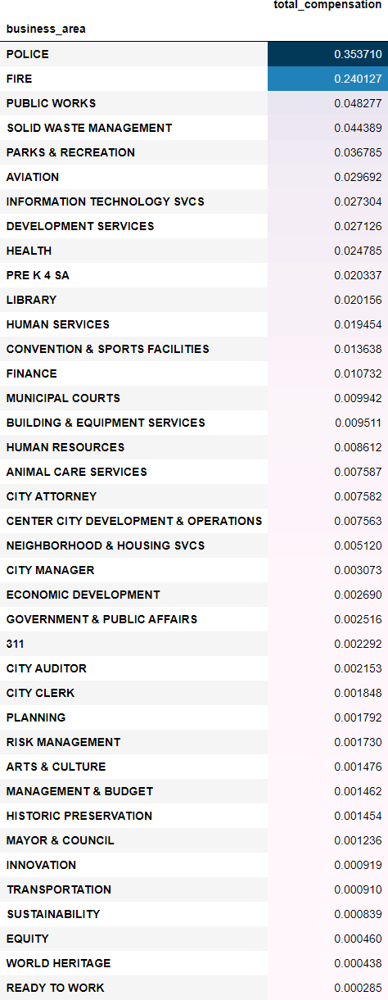 total_compensation
business_area
POLICE 0.353710
FIRE 0.240127
PUBLIC WORKS 0.048277
SOLID WASTE MANAGEMENT 0.044389
PARKS & RECREATION 0.036785
AVIATION 0.029692
INFORMATION TECHNOLOGY SVCS 0.027304
DEVELOPMENT SERVICES 0.027126
HEALTH 0.024785
PRE K 4 SA 0.020337
LIBRARY 0.020156
HUMAN SERVICES 0.019454
CONVENTION & SPORTS FACILITIES 0.013638
FINANCE 0.010732
MUNICIPAL COURTS 0.009942
BUILDING & EQUIPMENT SERVICES 0.009511
HUMAN RESOURCES 0.008612
ANIMAL CARE SERVICES 0.007587
CITY ATTORNEY 0.007582
CENTER CITY DEVELOPMENT & OPERATIONS 0.007563
NEIGHBORHOOD & HOUSING SVCS 0.005120
CITY MANAGER 0.003073
ECONOMIC DEVELOPMENT 0.002690
GOVERNMENT & PUBLIC AFFAIRS 0.002516
311 0.002292
CITY AUDITOR 0.002153
CITY CLERK 0.001848
PLANNING 0.001792
RISK MANAGEMENT 0.001730
ARTS & CULTURE 0.001476
MANAGEMENT & BUDGET 0.001462
HISTORIC PRESERVATION 0.001454
MAYOR & COUNCIL 0.001236
INNOVATION 0.000919
TRANSPORTATION 0.000910
SUSTAINABILITY 0.000839
EQUITY 0.000460
WORLD HERITAGE 0.000438
READY TO WORK 0.000285